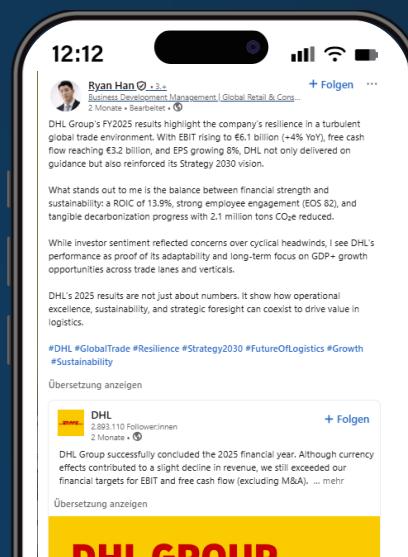 12:12
Ryan Han • 3.+
+ Folgen ...
Business Development Management | Global Retail & Cons...
2 Monate • Bearbeitet •
DHL Group's FY2025 results highlight the company's resilience in a turbulent
global trade environment. With EBIT rising to €6.1 billion (+4% YoY), free cash
flow reaching €3.2 billion, and EPS growing 8%, DHL not only delivered on
guidance but also reinforced its Strategy 2030 vision.
What stands out to me is the balance between financial strength and
sustainability: a ROIC of 13.9%, strong employee engagement (EOS 82), and
tangible decarbonization progress with 2.1 million tons CO₂e reduced.
While investor sentiment reflected concerns over cyclical headwinds, I see DHL's
performance as proof of its adaptability and long-term focus on GDP+ growth
opportunities across trade lanes and verticals.
DHL's 2025 results are not just about numbers. It show how operational
excellence, sustainability, and strategic foresight can coexist to drive value in
logistics.
#DHL #GlobalTrade #Resilience #Strategy2030 #FutureOfLogistics #Growth
#Sustainability
Übersetzung anzeigen
DHL
DHL
+ Folgen
2.893.110 Follower:innen
2 Monate •
DHL Group successfully concluded the 2025 financial year. Although currency
effects contributed to a slight decline in revenue, we still exceeded our
financial targets for EBIT and free cash flow (excluding M&A). ... mehr
Übersetzung anzeigen
DHL GROUP